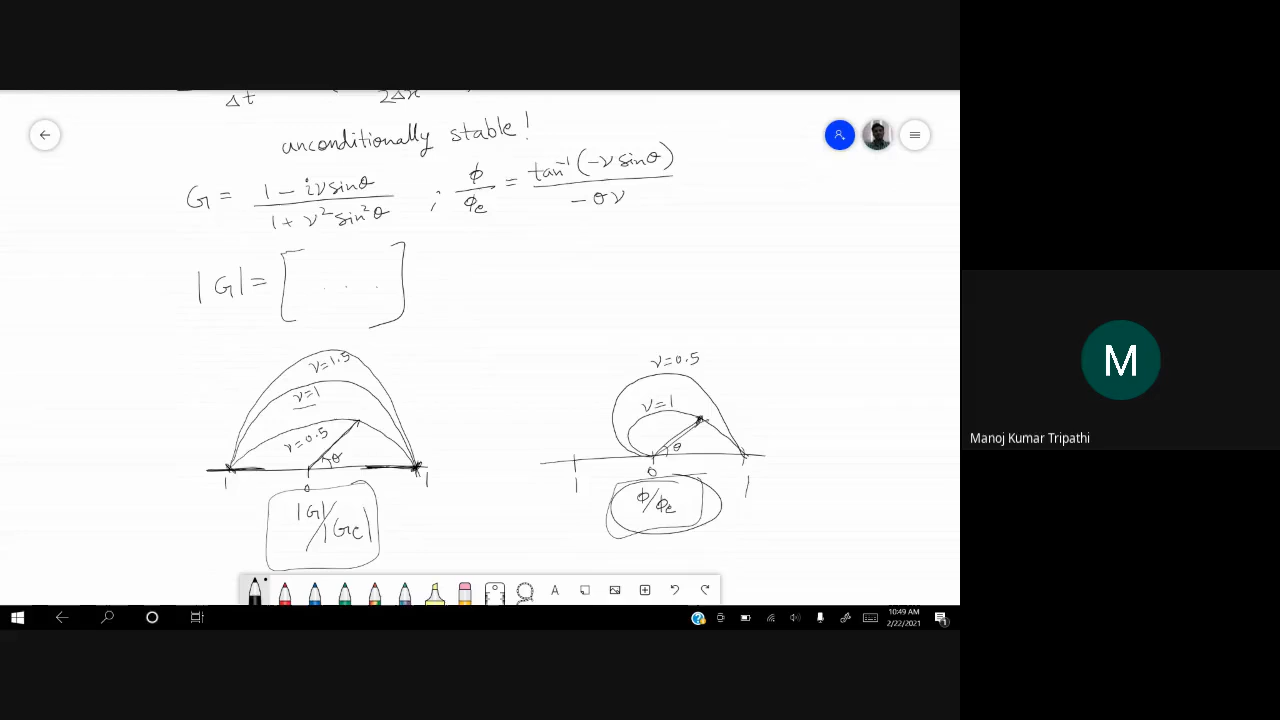 Δt 2Δx
unconditionally stable!
G = (1 - iν sinθ) / (1 + ν² sin²θ) ; φ/φe = tan⁻¹(-ν sinθ) / (-θν)
|G| = [ . . . ]
ν=1.5
ν=1
ν=0.5
θ
1 0 1
|G|/|Ge|
ν=0.5
ν=1
θ
1 0 1
φ/φe
M
Manoj Kumar Tripathi
A
10:49 AM
2/22/2021